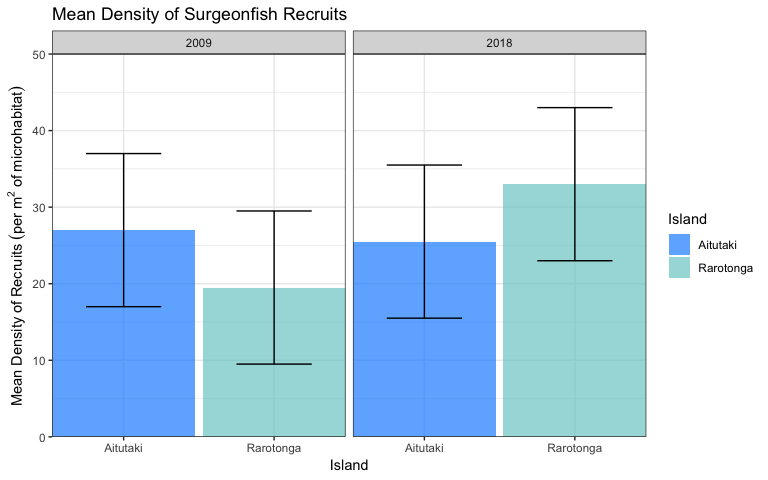 Mean Density of Surgeonfish Recruits
2009
2018
Mean Density of Recruits (per m² of microhabitat)
50
40
30
20
10
0
Aitutaki
Rarotonga
Aitutaki
Rarotonga
Island
Island
Aitutaki
Rarotonga